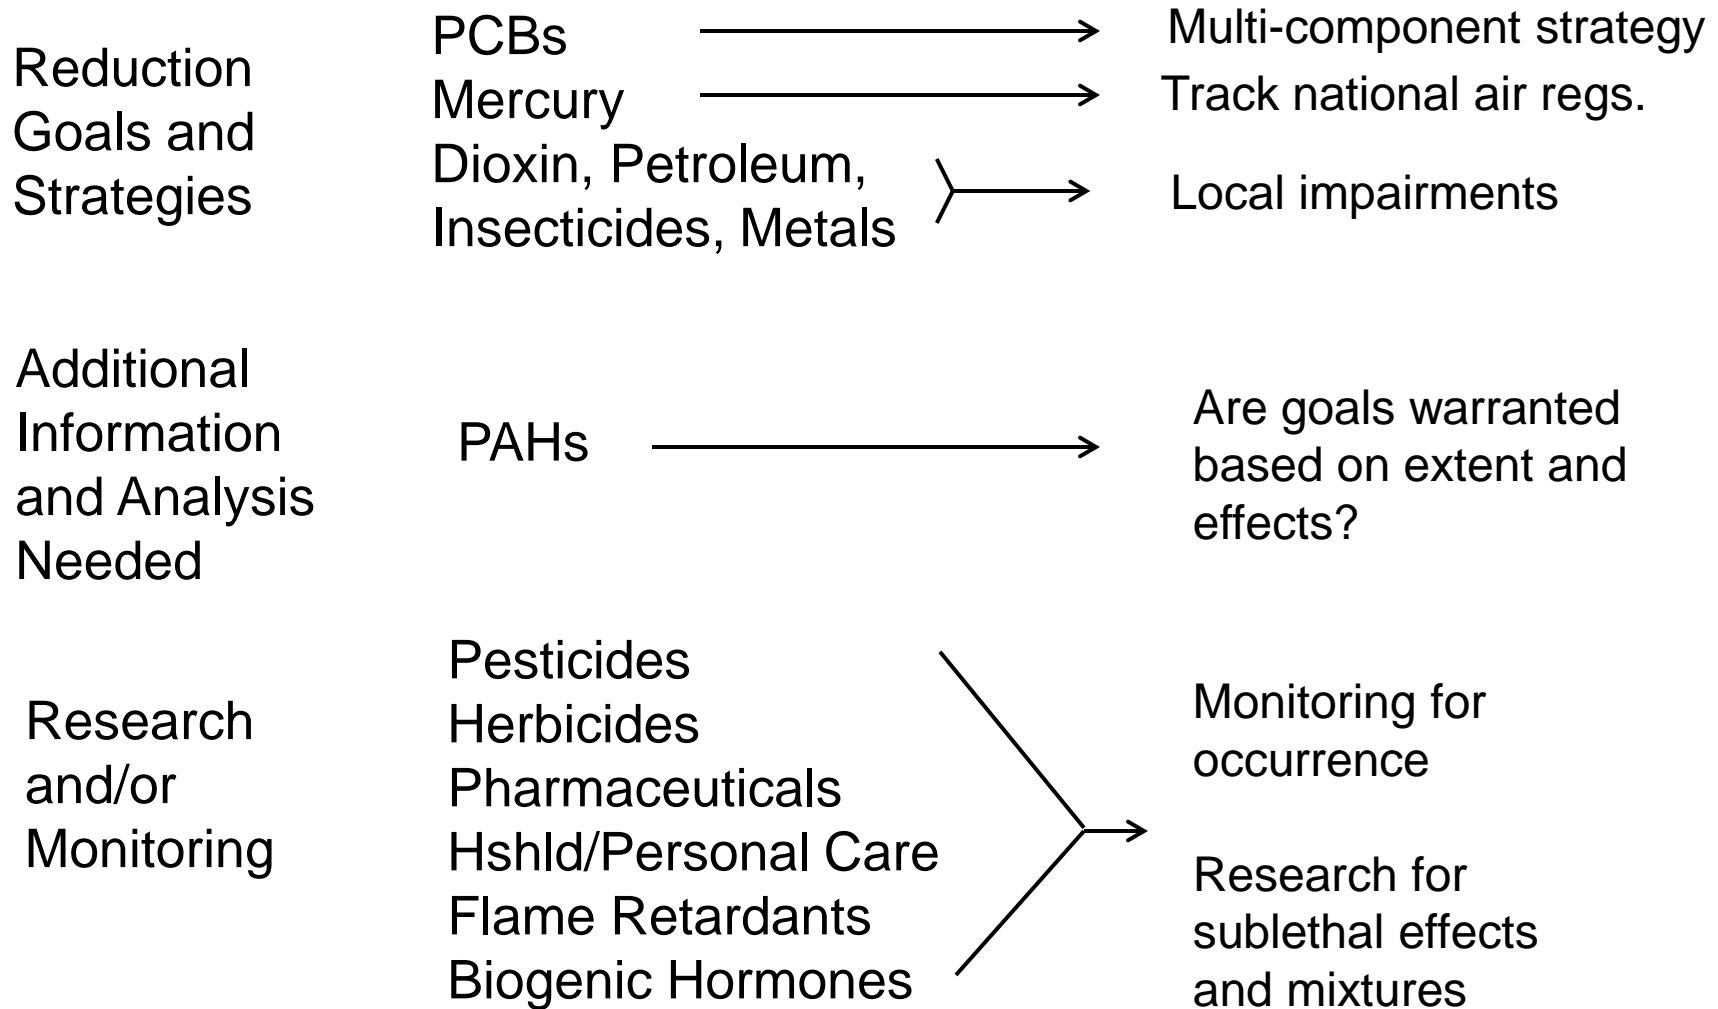 Reduction
Goals and
Strategies
PCBs
Mercury
Dioxin, Petroleum,
Insecticides, Metals
Multi-component strategy
Track national air regs.
Local impairments
Additional
Information
and Analysis
Needed
PAHs
Are goals warranted
based on extent and
effects?
Research
and/or
Monitoring
Pesticides
Herbicides
Pharmaceuticals
Hshld/Personal Care
Flame Retardants
Biogenic Hormones
Monitoring for
occurrence
Research for
sublethal effects
and mixtures